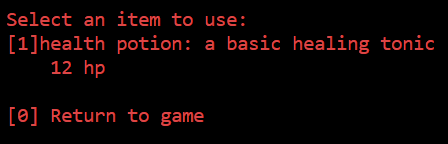 Select an item to use:
[1]health potion: a basic healing tonic
12 hp
[0] Return to game